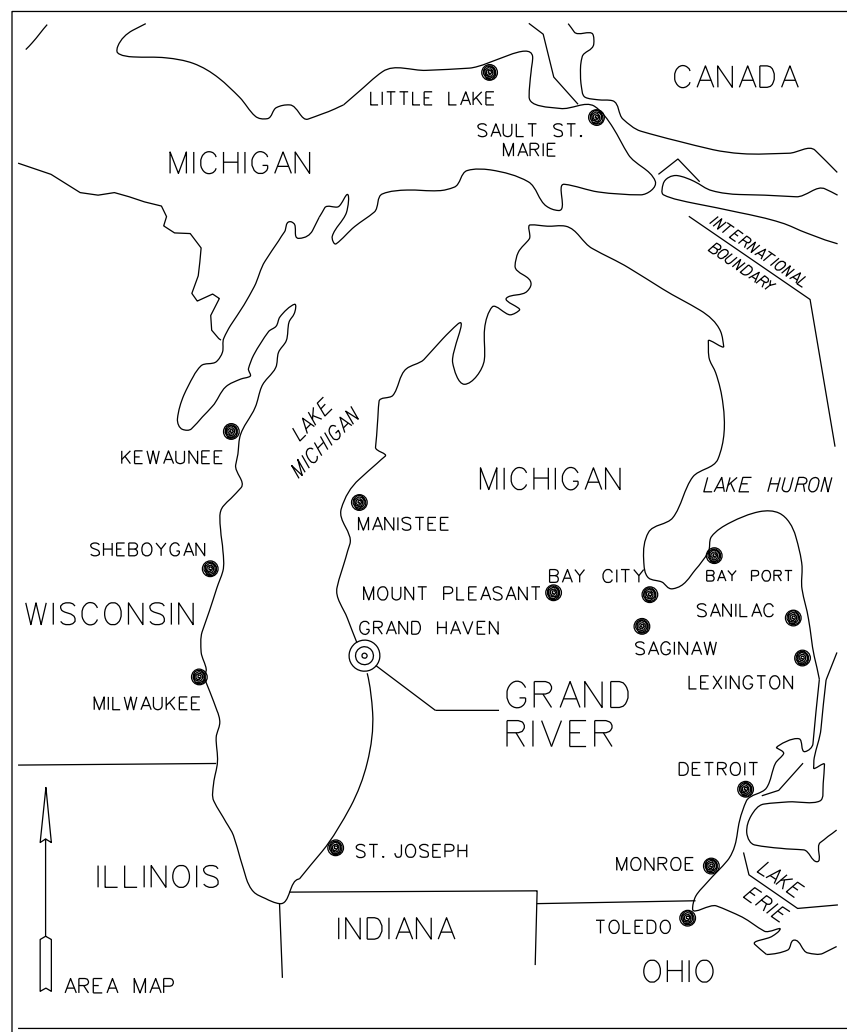 CANADA
LITTLE LAKE
SAULT ST.
MARIE
MICHIGAN
INTERNATIONAL
BOUNDARY
LAKE
MICHIGAN
KEWAUNEE
MICHIGAN
LAKE HURON
MANISTEE
SHEBOYGAN
BAY CITY
BAY PORT
MOUNT PLEASANT
WISCONSIN
GRAND HAVEN
SANILAC
SAGINAW
LEXINGTON
MILWAUKEE
GRAND
RIVER
DETROIT
ST. JOSEPH
MONROE
LAKE
ERIE
ILLINOIS
INDIANA
TOLEDO
OHIO
AREA MAP